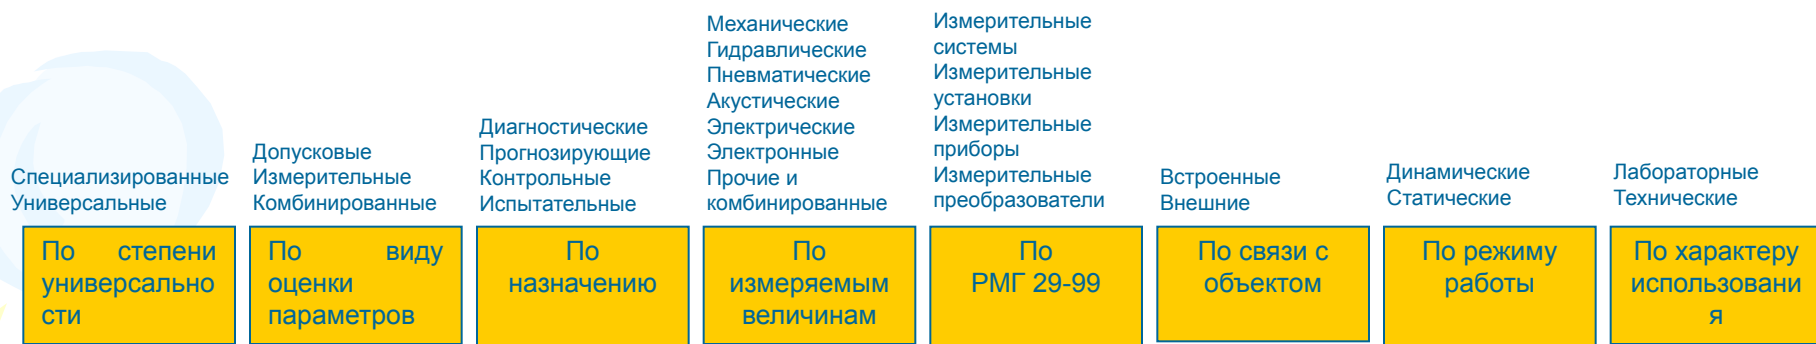 Специализированные
Универсальные
По степени
универсально
сти
Допусковые
Измерительные
Комбинированные
По виду
оценки
параметров
Диагностические
Прогнозирующие
Контрольные
Испытательные
По
назначению
Механические
Гидравлические
Пневматические
Акустические
Электрические
Электронные
Прочие и
комбинированные
По
измеряемым
величинам
Измерительные
системы
Измерительные
установки
Измерительные
приборы
Измерительные
преобразователи
По
РМГ 29-99
Встроенные
Внешние
По связи с
объектом
Динамические
Статические
По режиму
работы
Лабораторные
Технические
По характеру
использовани
я